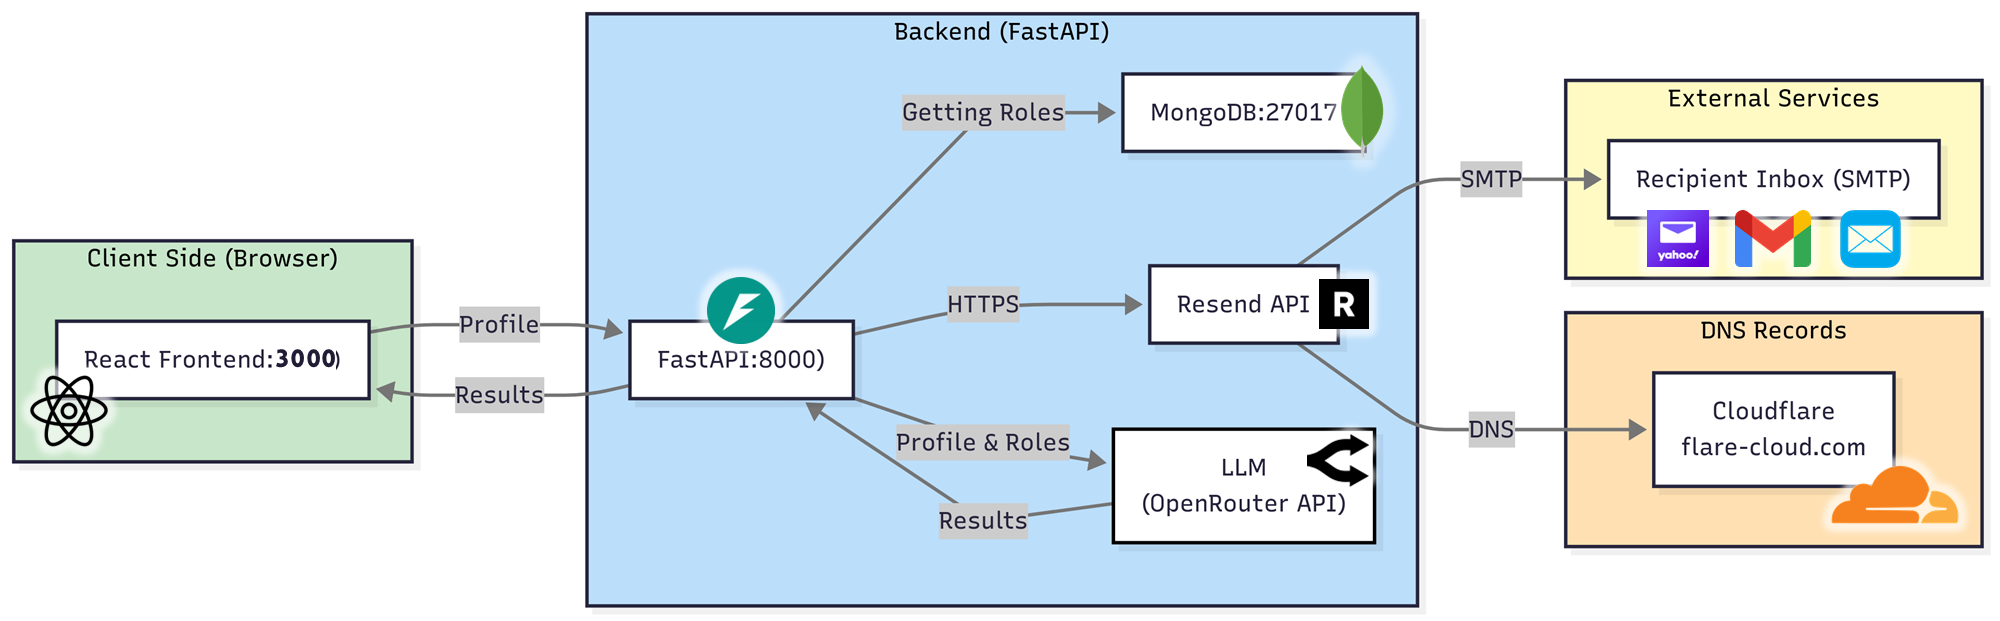 Backend (FastAPI)
Getting Roles
MongoDB:27017
External Services
SMTP
Recipient Inbox (SMTP)
yahoo!
Client Side (Browser)
Profile
React Frontend:3000)
Results
FastAPI:8000)
HTTPS
Resend API
R
DNS Records
DNS
Cloudflare
flare-cloud.com
Profile & Roles
LLM
(OpenRouter API)
Results